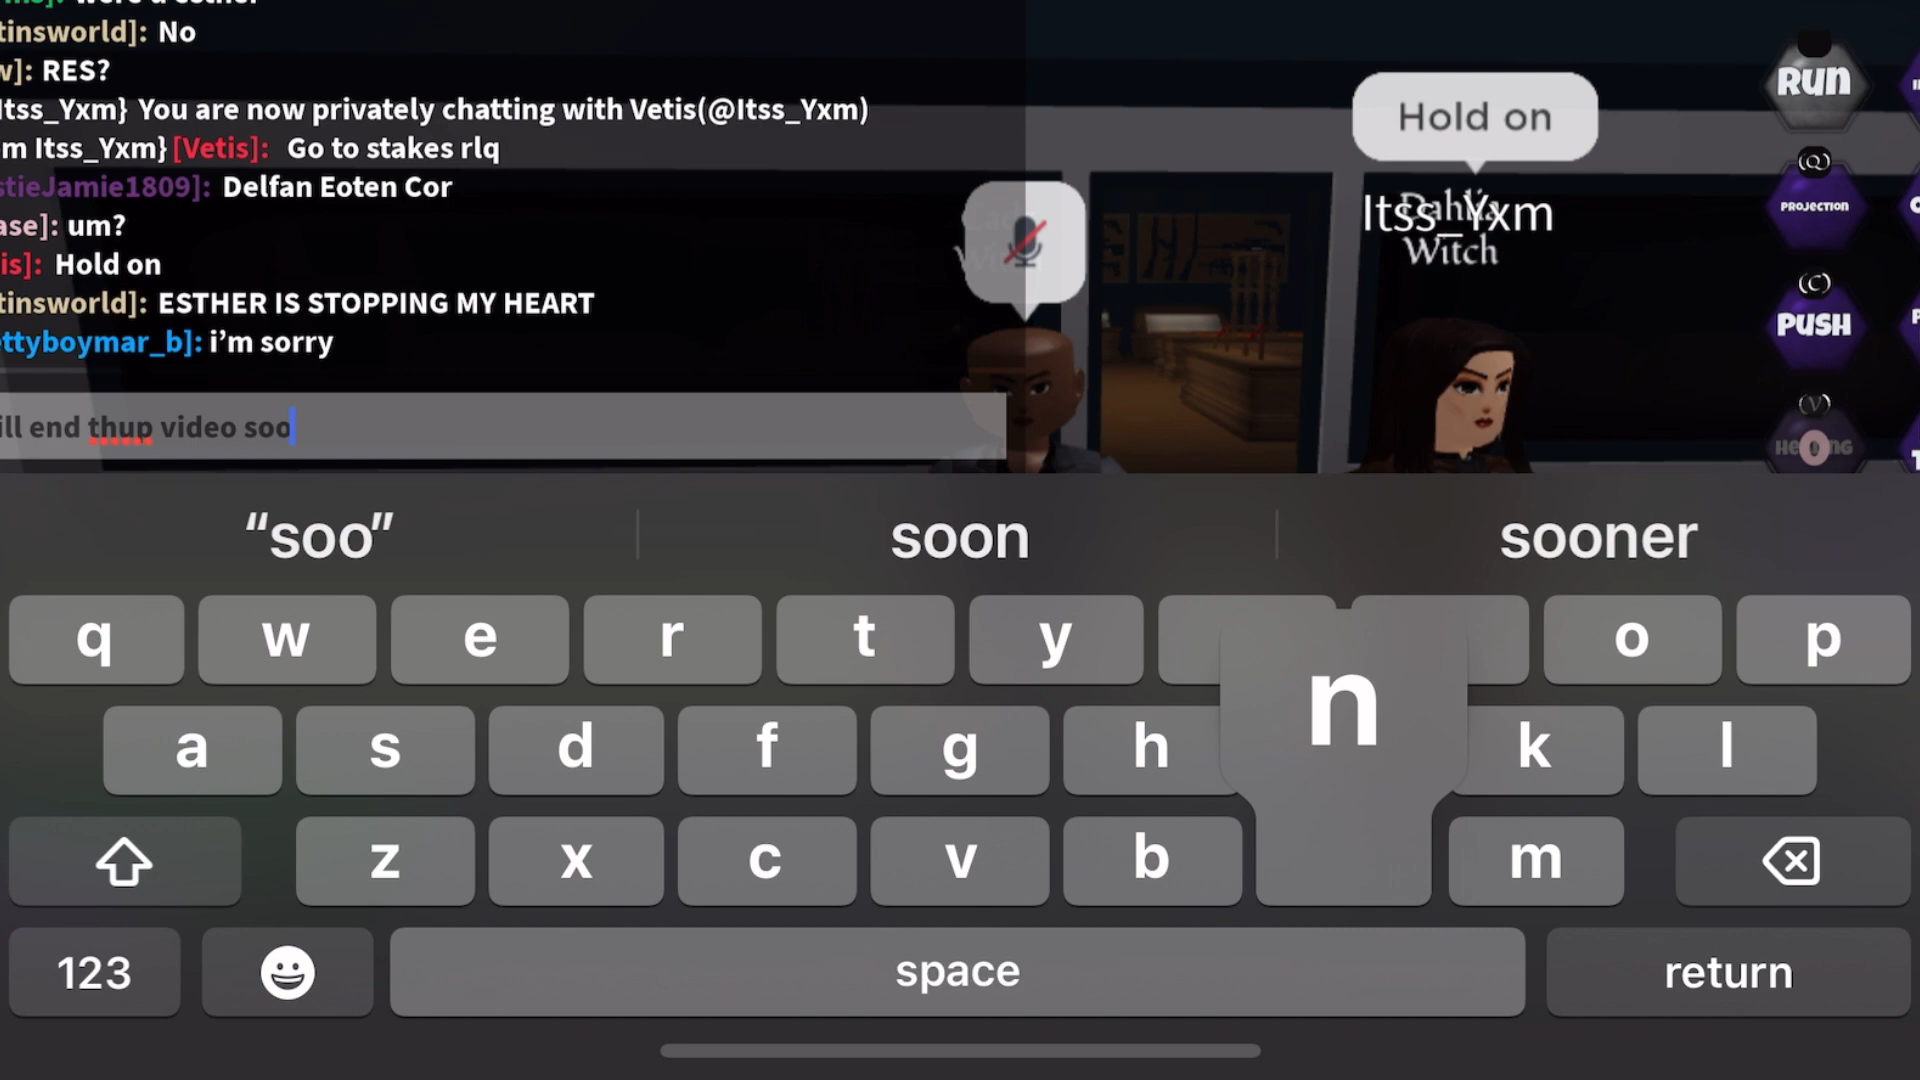 tinsworld]: No
w]: RES?
Itss_Yxm} You are now privately chatting with Vetis(@Itss_Yxm)
m Itss_Yxm}[Vetis]: Go to stakes rlq
stieJamie1809]: Delfan Eoten Cor
ase]: um?
is]: Hold on
tinsworld]: ESTHER IS STOPPING MY HEART
ttyboymar_b]: i’m sorry
ill end thup video soo
Hold on
Itss_Yxm
Dahlia
Witch
Run
(Q)
PROJECTION
(C)
PUSH
(V)
“soo” soon sooner
q w e r t y o p
a s d f g h k l
n
z x c v b m
123 space return